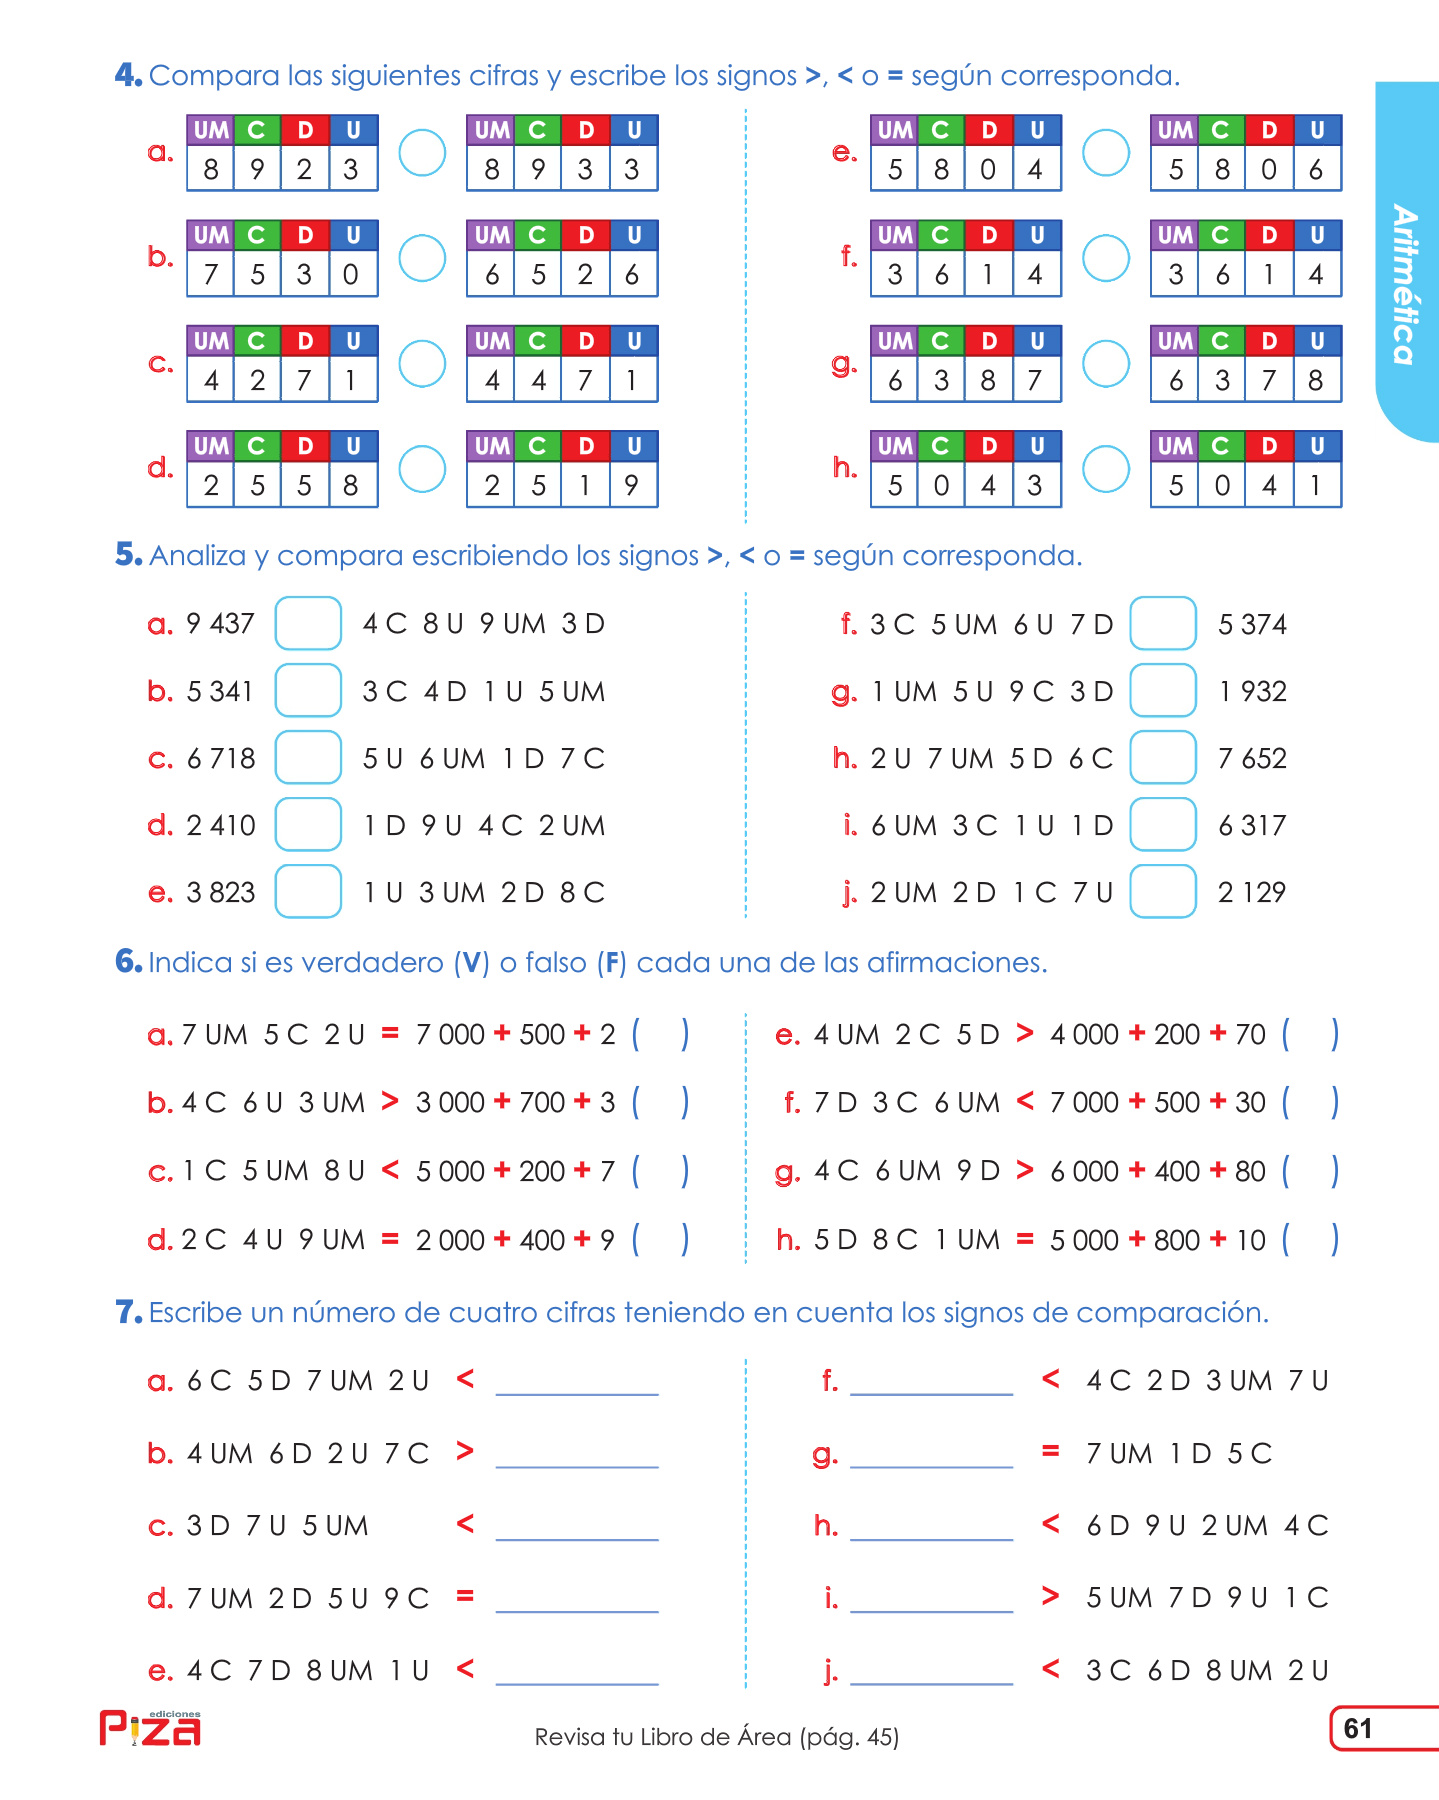 4. Compara las siguientes cifras y escribe los signos >, < o = según corresponda.
a. UM C D U UM C D U
8 9 2 3 8 9 3 3
b. UM C D U UM C D U
7 5 3 0 6 5 2 6
c. UM C D U UM C D U
4 2 7 1 4 4 7 1
d. UM C D U UM C D U
2 5 5 8 2 5 1 9
e. UM C D U UM C D U
5 8 0 4 5 8 0 6
f. UM C D U UM C D U
3 6 1 4 3 6 1 4
g. UM C D U UM C D U
6 3 8 7 6 3 7 8
h. UM C D U UM C D U
5 0 4 3 5 0 4 1
Aritmética
5. Analiza y compara escribiendo los signos >, < o = según corresponda.
a. 9 437 4 C 8 U 9 UM 3 D
b. 5 341 3 C 4 D 1 U 5 UM
c. 6 718 5 U 6 UM 1 D 7 C
d. 2 410 1 D 9 U 4 C 2 UM
e. 3 823 1 U 3 UM 2 D 8 C
f. 3 C 5 UM 6 U 7 D 5 374
g. 1 UM 5 U 9 C 3 D 1 932
h. 2 U 7 UM 5 D 6 C 7 652
i. 6 UM 3 C 1 U 1 D 6 317
j. 2 UM 2 D 1 C 7 U 2 129
6. Indica si es verdadero (V) o falso (F) cada una de las afirmaciones.
a. 7 UM 5 C 2 U = 7 000 + 500 + 2 ( )
b. 4 C 6 U 3 UM > 3 000 + 700 + 3 ( )
c. 1 C 5 UM 8 U < 5 000 + 200 + 7 ( )
d. 2 C 4 U 9 UM = 2 000 + 400 + 9 ( )
e. 4 UM 2 C 5 D > 4 000 + 200 + 70 ( )
f. 7 D 3 C 6 UM < 7 000 + 500 + 30 ( )
g. 4 C 6 UM 9 D > 6 000 + 400 + 80 ( )
h. 5 D 8 C 1 UM = 5 000 + 800 + 10 ( )
7. Escribe un número de cuatro cifras teniendo en cuenta los signos de comparación.
a. 6 C 5 D 7 UM 2 U < ________
b. 4 UM 6 D 2 U 7 C > ________
c. 3 D 7 U 5 UM < ________
d. 7 UM 2 D 5 U 9 C = ________
e. 4 C 7 D 8 UM 1 U < ________
f. ________ < 4 C 2 D 3 UM 7 U
g. ________ = 7 UM 1 D 5 C
h. ________ < 6 D 9 U 2 UM 4 C
i. ________ > 5 UM 7 D 9 U 1 C
j. ________ < 3 C 6 D 8 UM 2 U
ediciones
Piza
Revisa tu Libro de Área (pág. 45)
61